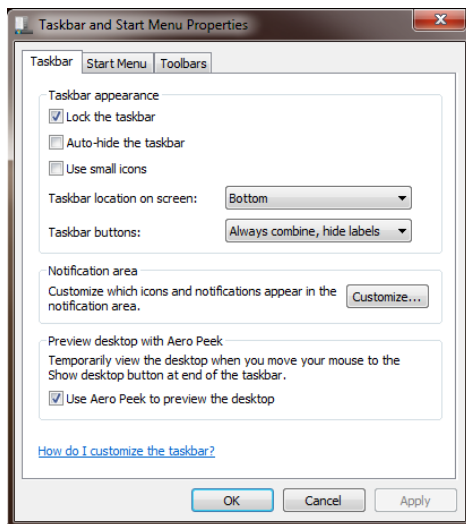 Taskbar and Start Menu Properties
Taskbar Start Menu Toolbars
Taskbar appearance
Lock the taskbar
Auto-hide the taskbar
Use small icons
Taskbar location on screen: Bottom
Taskbar buttons: Always combine, hide labels
Notification area
Customize which icons and notifications appear in the
notification area.
Customize...
Preview desktop with Aero Peek
Temporarily view the desktop when you move your mouse to the
Show desktop button at end of the taskbar.
Use Aero Peek to preview the desktop
How do I customize the taskbar?
OK Cancel Apply